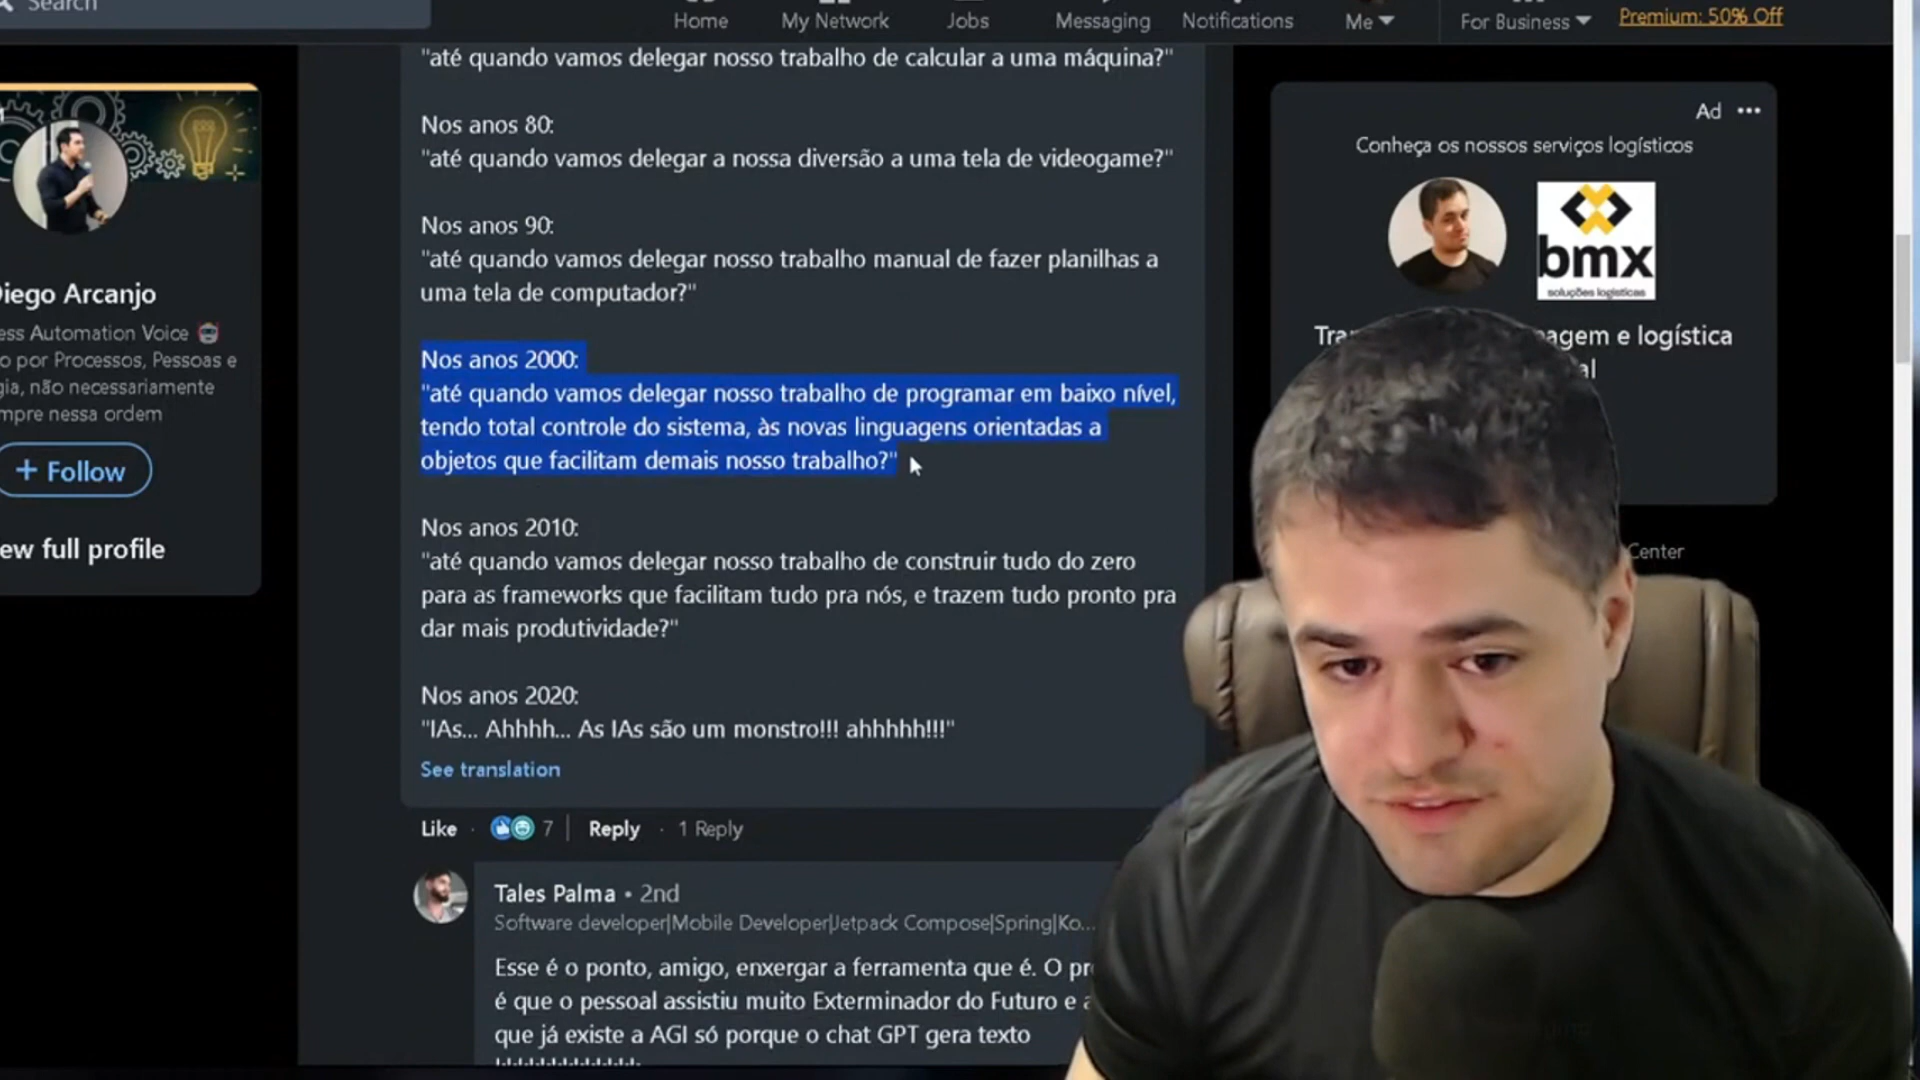 Search
Home
My Network
Jobs
Messaging
Notifications
Me
For Business
Premium: 50% Off
"até quando vamos delegar nosso trabalho de calcular a uma máquina?"
Nos anos 80:
"até quando vamos delegar a nossa diversão a uma tela de videogame?"
Nos anos 90:
"até quando vamos delegar nosso trabalho manual de fazer planilhas a
uma tela de computador?"
Nos anos 2000:
"até quando vamos delegar nosso trabalho de programar em baixo nível,
tendo total controle do sistema, às novas linguagens orientadas a
objetos que facilitam demais nosso trabalho?"
Nos anos 2010:
"até quando vamos delegar nosso trabalho de construir tudo do zero
para as frameworks que facilitam tudo pra nós, e trazem tudo pronto pra
dar mais produtividade?"
Nos anos 2020:
"IAs... Ahhhh... As IAs são um monstro!!! ahhhhh!!!"
See translation
Like
7
Reply
1 Reply
Tales Palma • 2nd
Software developer|Mobile Developer|Jetpack Compose|Spring|Ko...
Esse é o ponto, amigo, enxergar a ferramenta que é. O
é que o pessoal assistiu muito Exterminador do Futuro e
que já existe a AGI só porque o chat GPT gera texto
iego Arcanjo
ess Automation Voice
o por Processos, Pessoas e
gia, não necessariamente
mpre nessa ordem
+ Follow
ew full profile
Ad
Conheça os nossos serviços logísticos
bmx
soluções logísticas
agem e logística
al
Center